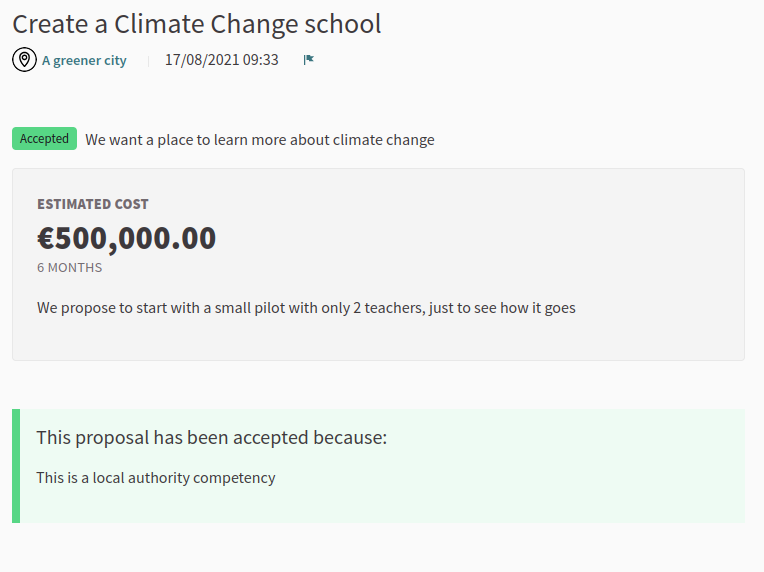 Create a Climate Change school
A greener city 17/08/2021 09:33
Accepted We want a place to learn more about climate change
ESTIMATED COST
€500,000.00
6 MONTHS
We propose to start with a small pilot with only 2 teachers, just to see how it goes
This proposal has been accepted because:
This is a local authority competency